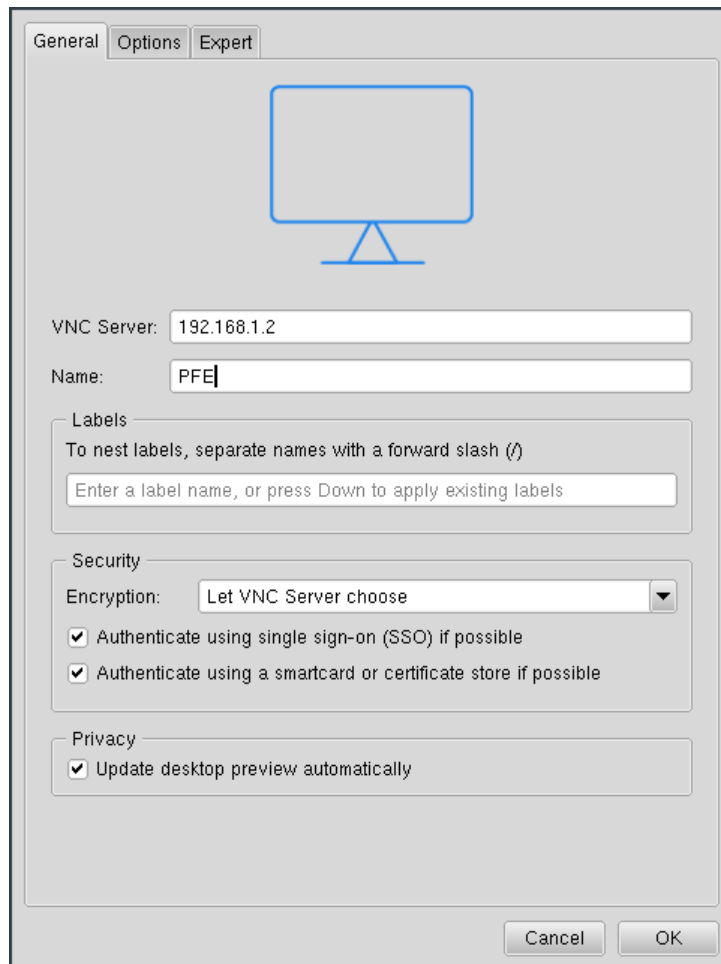 General Options Expert
VNC Server: 192.168.1.2
Name: PFE
Labels
To nest labels, separate names with a forward slash (/)
Enter a label name, or press Down to apply existing labels
Security
Encryption: Let VNC Server choose
Authenticate using single sign-on (SSO) if possible
Authenticate using a smartcard or certificate store if possible
Privacy
Update desktop preview automatically
Cancel OK